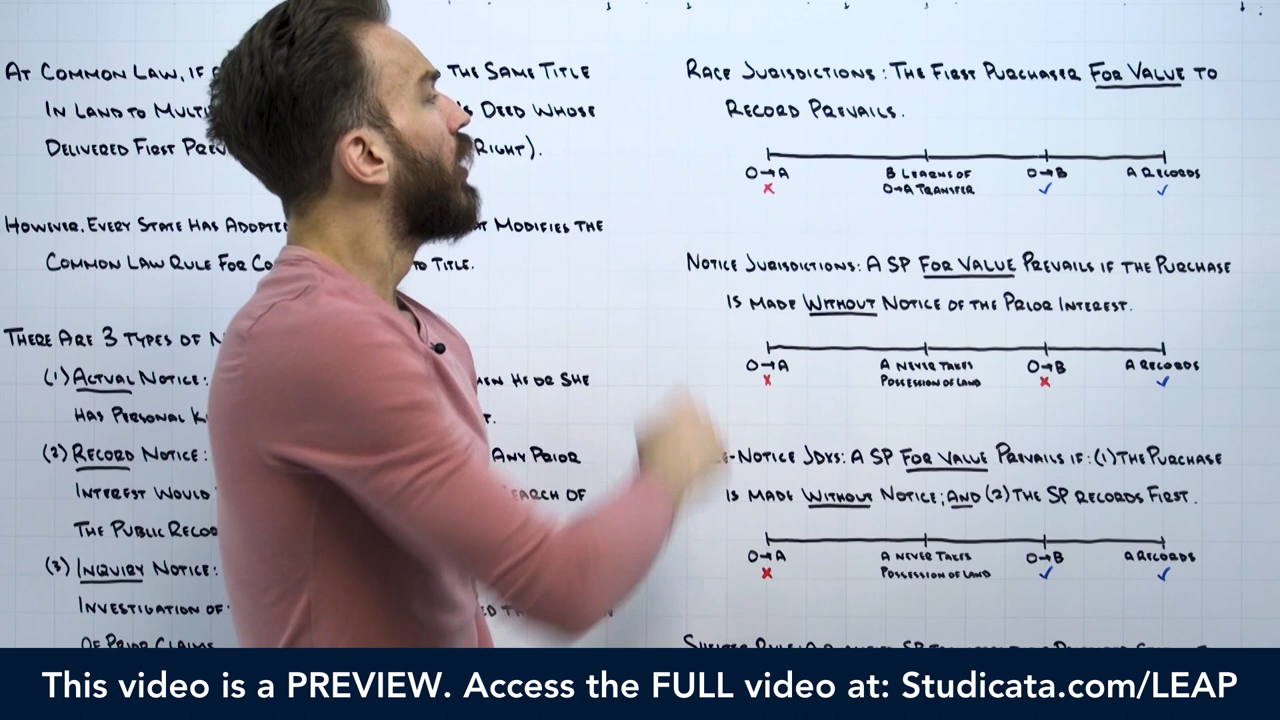 AT COMMON LAW, IF THE SAME TITLE
IN LAND TO DEED WHOSE
DELIVERED FIRST RIGHT).
HOWEVER, EVERY STATE HAS MODIFIES THE
COMMON LAW RULE FOR TO TITLE.
THERE ARE 3 TYPES OF
(1) ACTUAL NOTICE: HE OR SHE
HAS PERSONAL
(2) RECORD NOTICE: ANY PRIOR
INTEREST WOULD OF
THE PUBLIC
(3) INQUIRY NOTICE:
INVESTIGATION OF
OF PRIOR CLAIMS
RACE JURISDICTIONS: THE FIRST PURCHASER FOR VALUE TO
RECORD PREVAILS.
O→A B LEARNS OF O→B A RECORDS
X O→A TRANSFER ✓ ✓
NOTICE JURISDICTIONS: A SP FOR VALUE PREVAILS IF THE PURCHASE
IS MADE WITHOUT NOTICE OF THE PRIOR INTEREST.
O→A A NEVER TAKES O→B A RECORDS
X POSSESSION OF LAND X ✓
-NOTICE JDXS: A SP FOR VALUE PREVAILS IF: (1) THE PURCHASE
IS MADE WITHOUT NOTICE; AND (2) THE SP RECORDS FIRST.
O→A A NEVER TAKES O→B A RECORDS
X POSSESSION OF LAND ✓ ✓
This video is a PREVIEW. Access the FULL video at: Studicata.com/LEAP